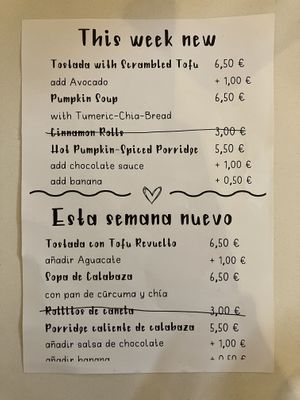 This week new
Tostada with Scrambled Tofu 6,50 €
add Avocado + 1,00 €
Pumpkin Soup 6,50 €
with Tumeric-Chia-Bread
Cinnamon Rolls 3,00 €
Hot Pumpkin-Spiced Porridge 5,50 €
add chocolate sauce + 1,00 €
add banana + 0,50 €
Esta semana nuevo
Tostada con Tofu Revuelto 6,50 €
añadir Aguacate + 1,00 €
Sopa de Calabaza 6,50 €
con pan de cúrcuma y chía
Rollitos de canela 3,00 €
Porridge caliente de calabaza 5,50 €
añadir salsa de chocolate + 1,00 €
añadir banana + 0,50 €